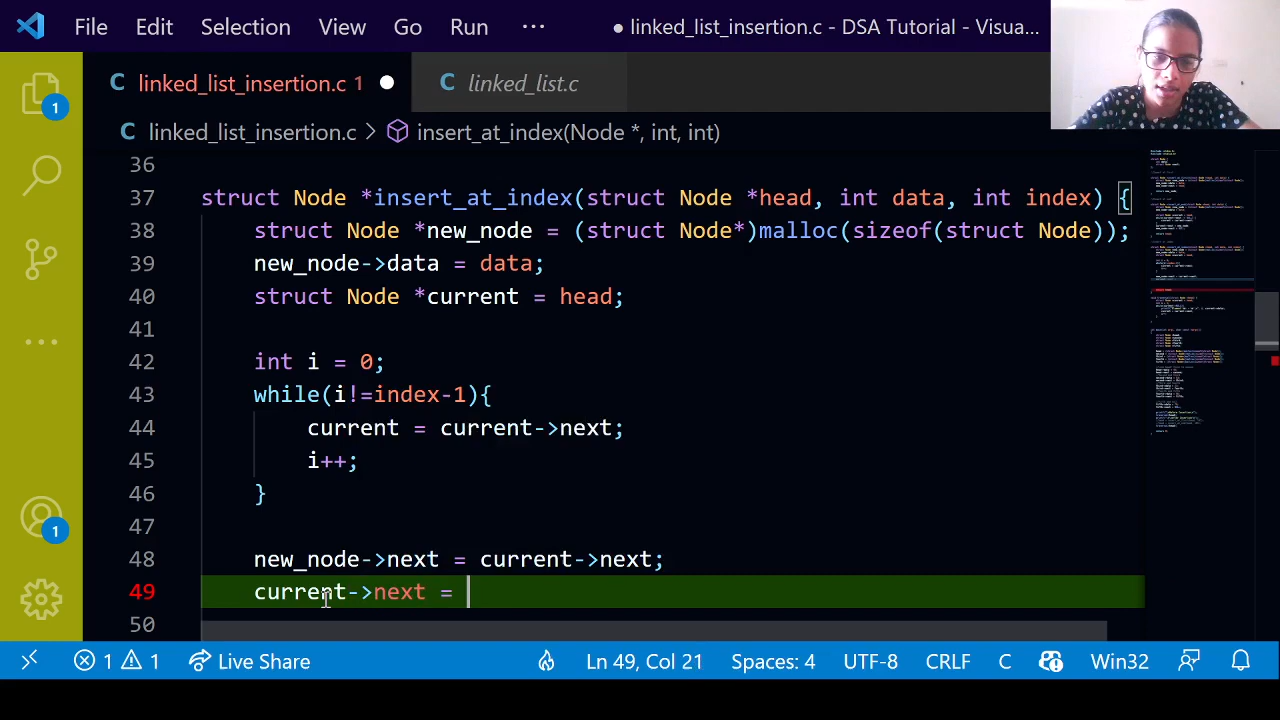 File Edit Selection View Go Run ··· ● linked_list_insertion.c - DSA Tutorial - Visua...
C linked_list_insertion.c 1 ● C linked_list.c
C linked_list_insertion.c > insert_at_index(Node *, int, int)
36
37 struct Node *insert_at_index(struct Node *head, int data, int index) {
38 struct Node *new_node = (struct Node*)malloc(sizeof(struct Node));
39 new_node->data = data;
40 struct Node *current = head;
41
42 int i = 0;
43 while(i!=index-1){
44 current = current->next;
45 i++;
46 }
47
48 new_node->next = current->next;
49 current->next =
50
1
1
1 1 Live Share Ln 49, Col 21 Spaces: 4 UTF-8 CRLF C Win32